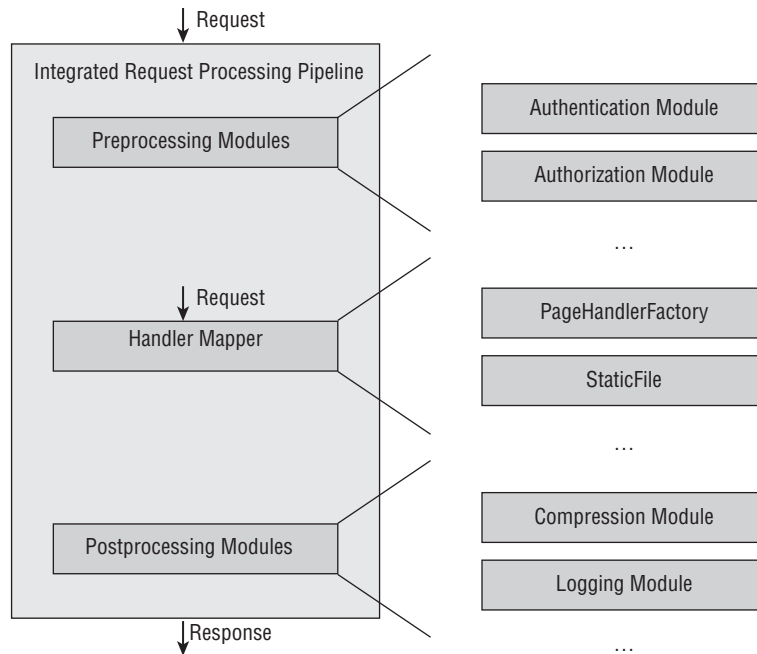 Request
Integrated Request Processing Pipeline
Preprocessing Modules
Authentication Module
Authorization Module
...
Request
Handler Mapper
PageHandlerFactory
StaticFile
...
Postprocessing Modules
Compression Module
Logging Module
Response
...